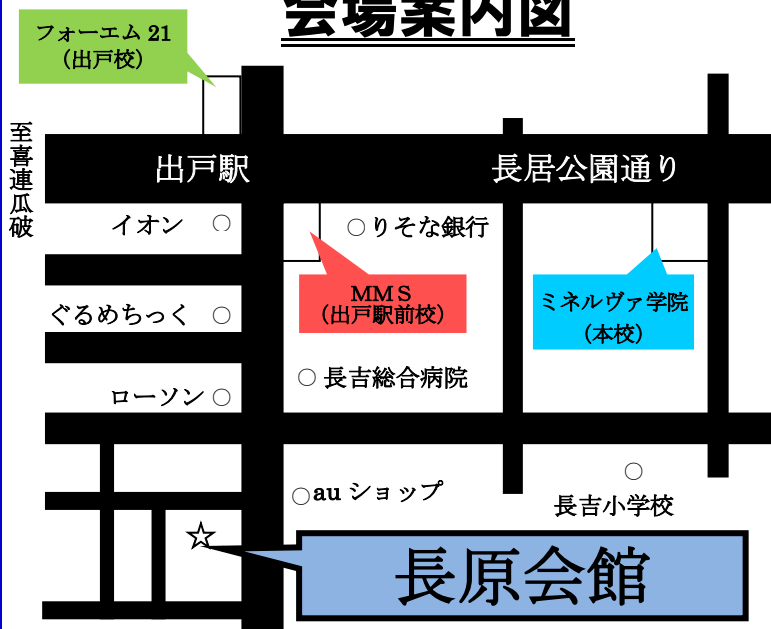 会場案内図
フォーエム 21
（出戸校）
至喜連瓜破
出戸駅
長居公園通り
イオン ○
○りそな銀行
MMS
（出戸駅前校）
ミネルヴァ学院
（本校）
ぐるめちっく ○
○ 長吉総合病院
ローソン ○
○au ショップ
○
長吉小学校
☆
長原会館